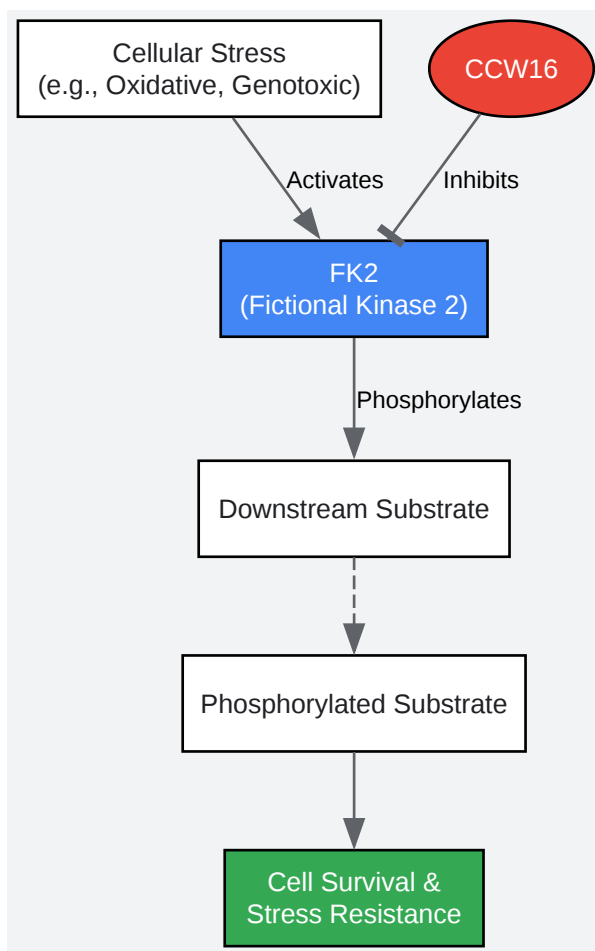 Cellular Stress
(e.g., Oxidative, Genotoxic)
CCW16
Activates
Inhibits
FK2
(Fictional Kinase 2)
Phosphorylates
Downstream Substrate
Phosphorylated Substrate
Cell Survival &
Stress Resistance